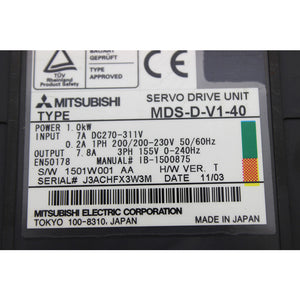 TÜV
Rheinland
CE
MITSUBISHI
SERVO DRIVE UNIT
TYPE MDS-D-V1-40
POWER 1.0kW
INPUT 7A DC270-311V
0.2A 1PH 200/200-230V 50/60Hz
OUTPUT 7.8A 3PH 155V 0-240Hz
EN50178 MANUAL# IB-1500875
S/W 1501W001 AA H/W VER. T
SERIAL# J3ACHFX3W3M DATE 11/03
MITSUBISHI ELECTRIC CORPORATION
TOKYO 100-8310, JAPAN MADE IN JAPAN